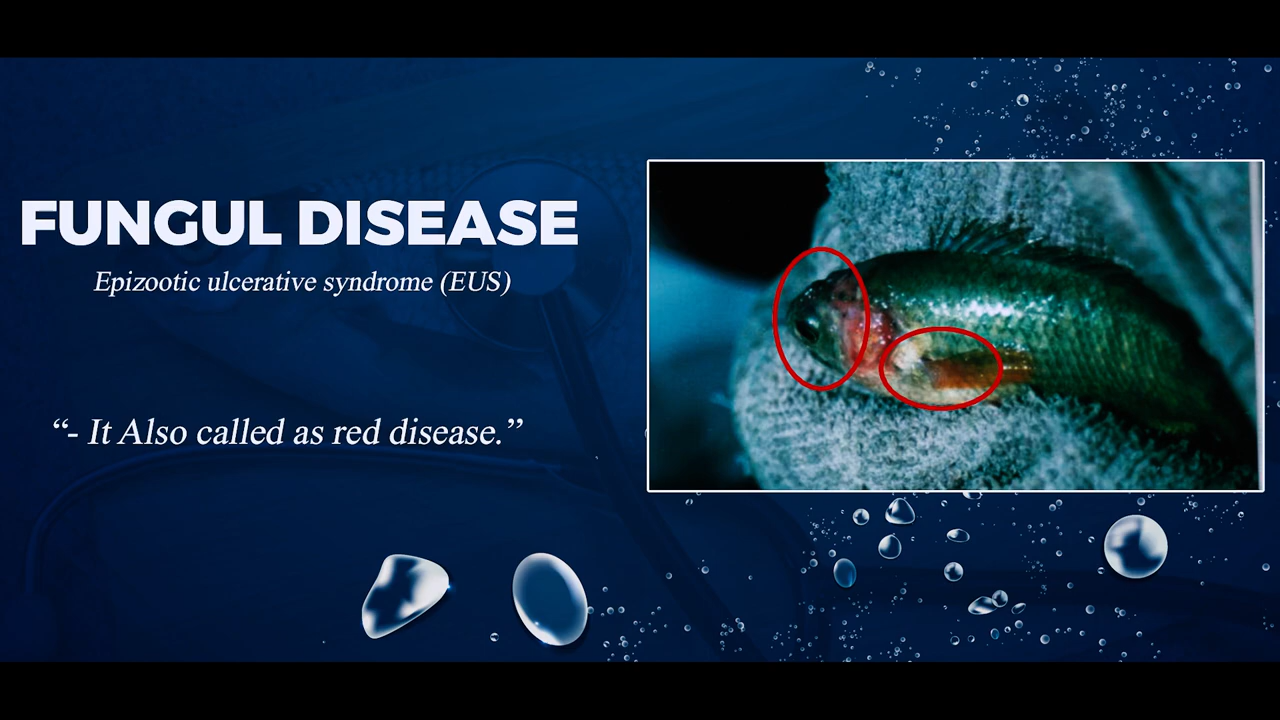 FUNGUL DISEASE
Epizootic ulcerative syndrome (EUS)
“- It Also called as red disease.”